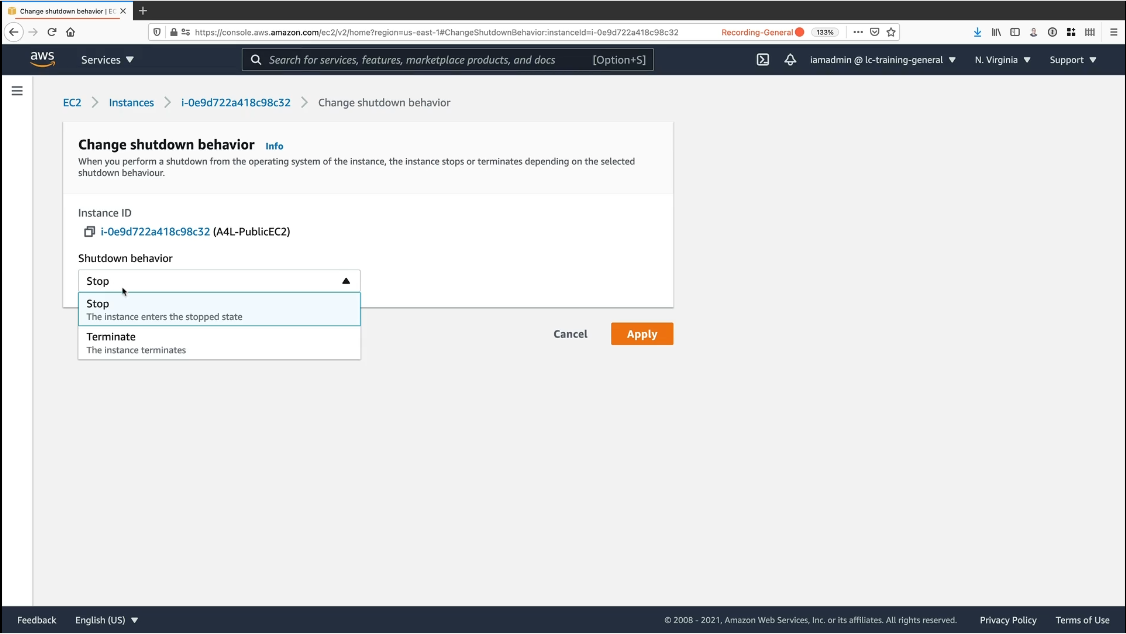 Change shutdown behavior | EC
https://console.aws.amazon.com/ec2/v2/home?region=us-east-1#ChangeShutdownBehavior:instanceId=i-0e9d722a418c98c32
Recording-General
133%
aws
Services
Search for services, features, marketplace products, and docs
[Option+S]
iamadmin @ lc-training-general
N. Virginia
Support
EC2 > Instances > i-0e9d722a418c98c32 > Change shutdown behavior
Change shutdown behavior Info
When you perform a shutdown from the operating system of the instance, the instance stops or terminates depending on the selected
shutdown behaviour.
Instance ID
i-0e9d722a418c98c32 (A4L-PublicEC2)
Shutdown behavior
Stop
Stop
The instance enters the stopped state
Terminate
The instance terminates
Cancel
Apply
Feedback
English (US)
© 2008 - 2021, Amazon Web Services, Inc. or its affiliates. All rights reserved.
Privacy Policy
Terms of Use